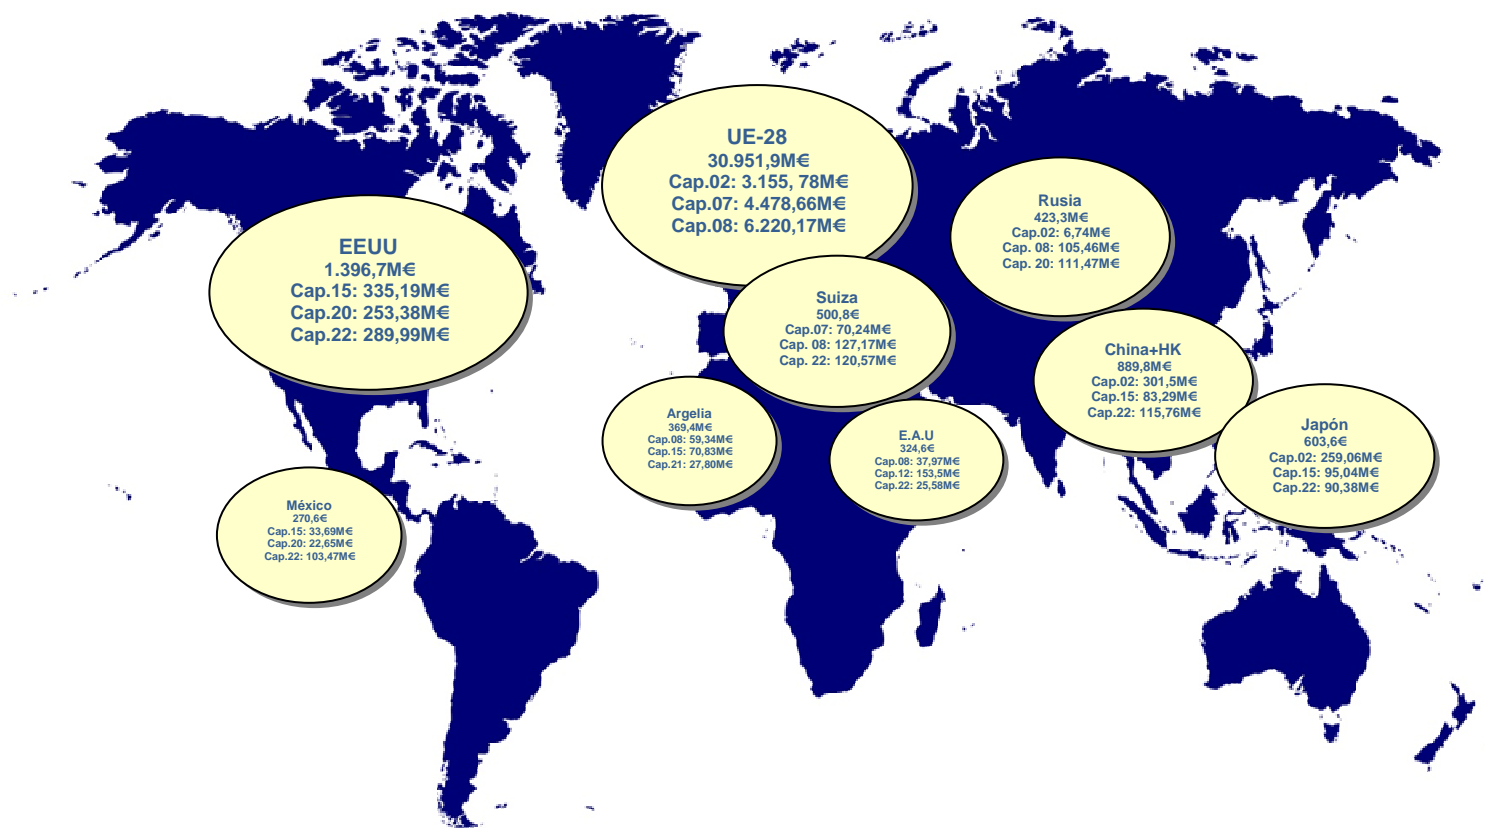 UE-28
30.951,9M€
Cap.02: 3.155, 78M€
Cap.07: 4.478,66M€
Cap.08: 6.220,17M€
Rusia
423,3M€
Cap.02: 6,74M€
Cap. 08: 105,46M€
Cap. 20: 111,47M€
EEUU
1.396,7M€
Cap.15: 335,19M€
Cap.20: 253,38M€
Cap.22: 289,99M€
Suiza
500,8€
Cap.07: 70,24M€
Cap. 08: 127,17M€
Cap. 22: 120,57M€
China+HK
889,8M€
Cap.02: 301,5M€
Cap.15: 83,29M€
Cap.22: 115,76M€
Argelia
369,4M€
Cap.08: 59,34M€
Cap.15: 70,83M€
Cap.21: 27,80M€
E.A.U
324,6€
Cap.08: 37,97M€
Cap.12: 153,5M€
Cap.22: 25,58M€
Japón
603,6€
Cap.02: 259,06M€
Cap.15: 95,04M€
Cap.22: 90,38M€
México
270,6€
Cap.15: 33,69M€
Cap.20: 22,65M€
Cap.22: 103,47M€